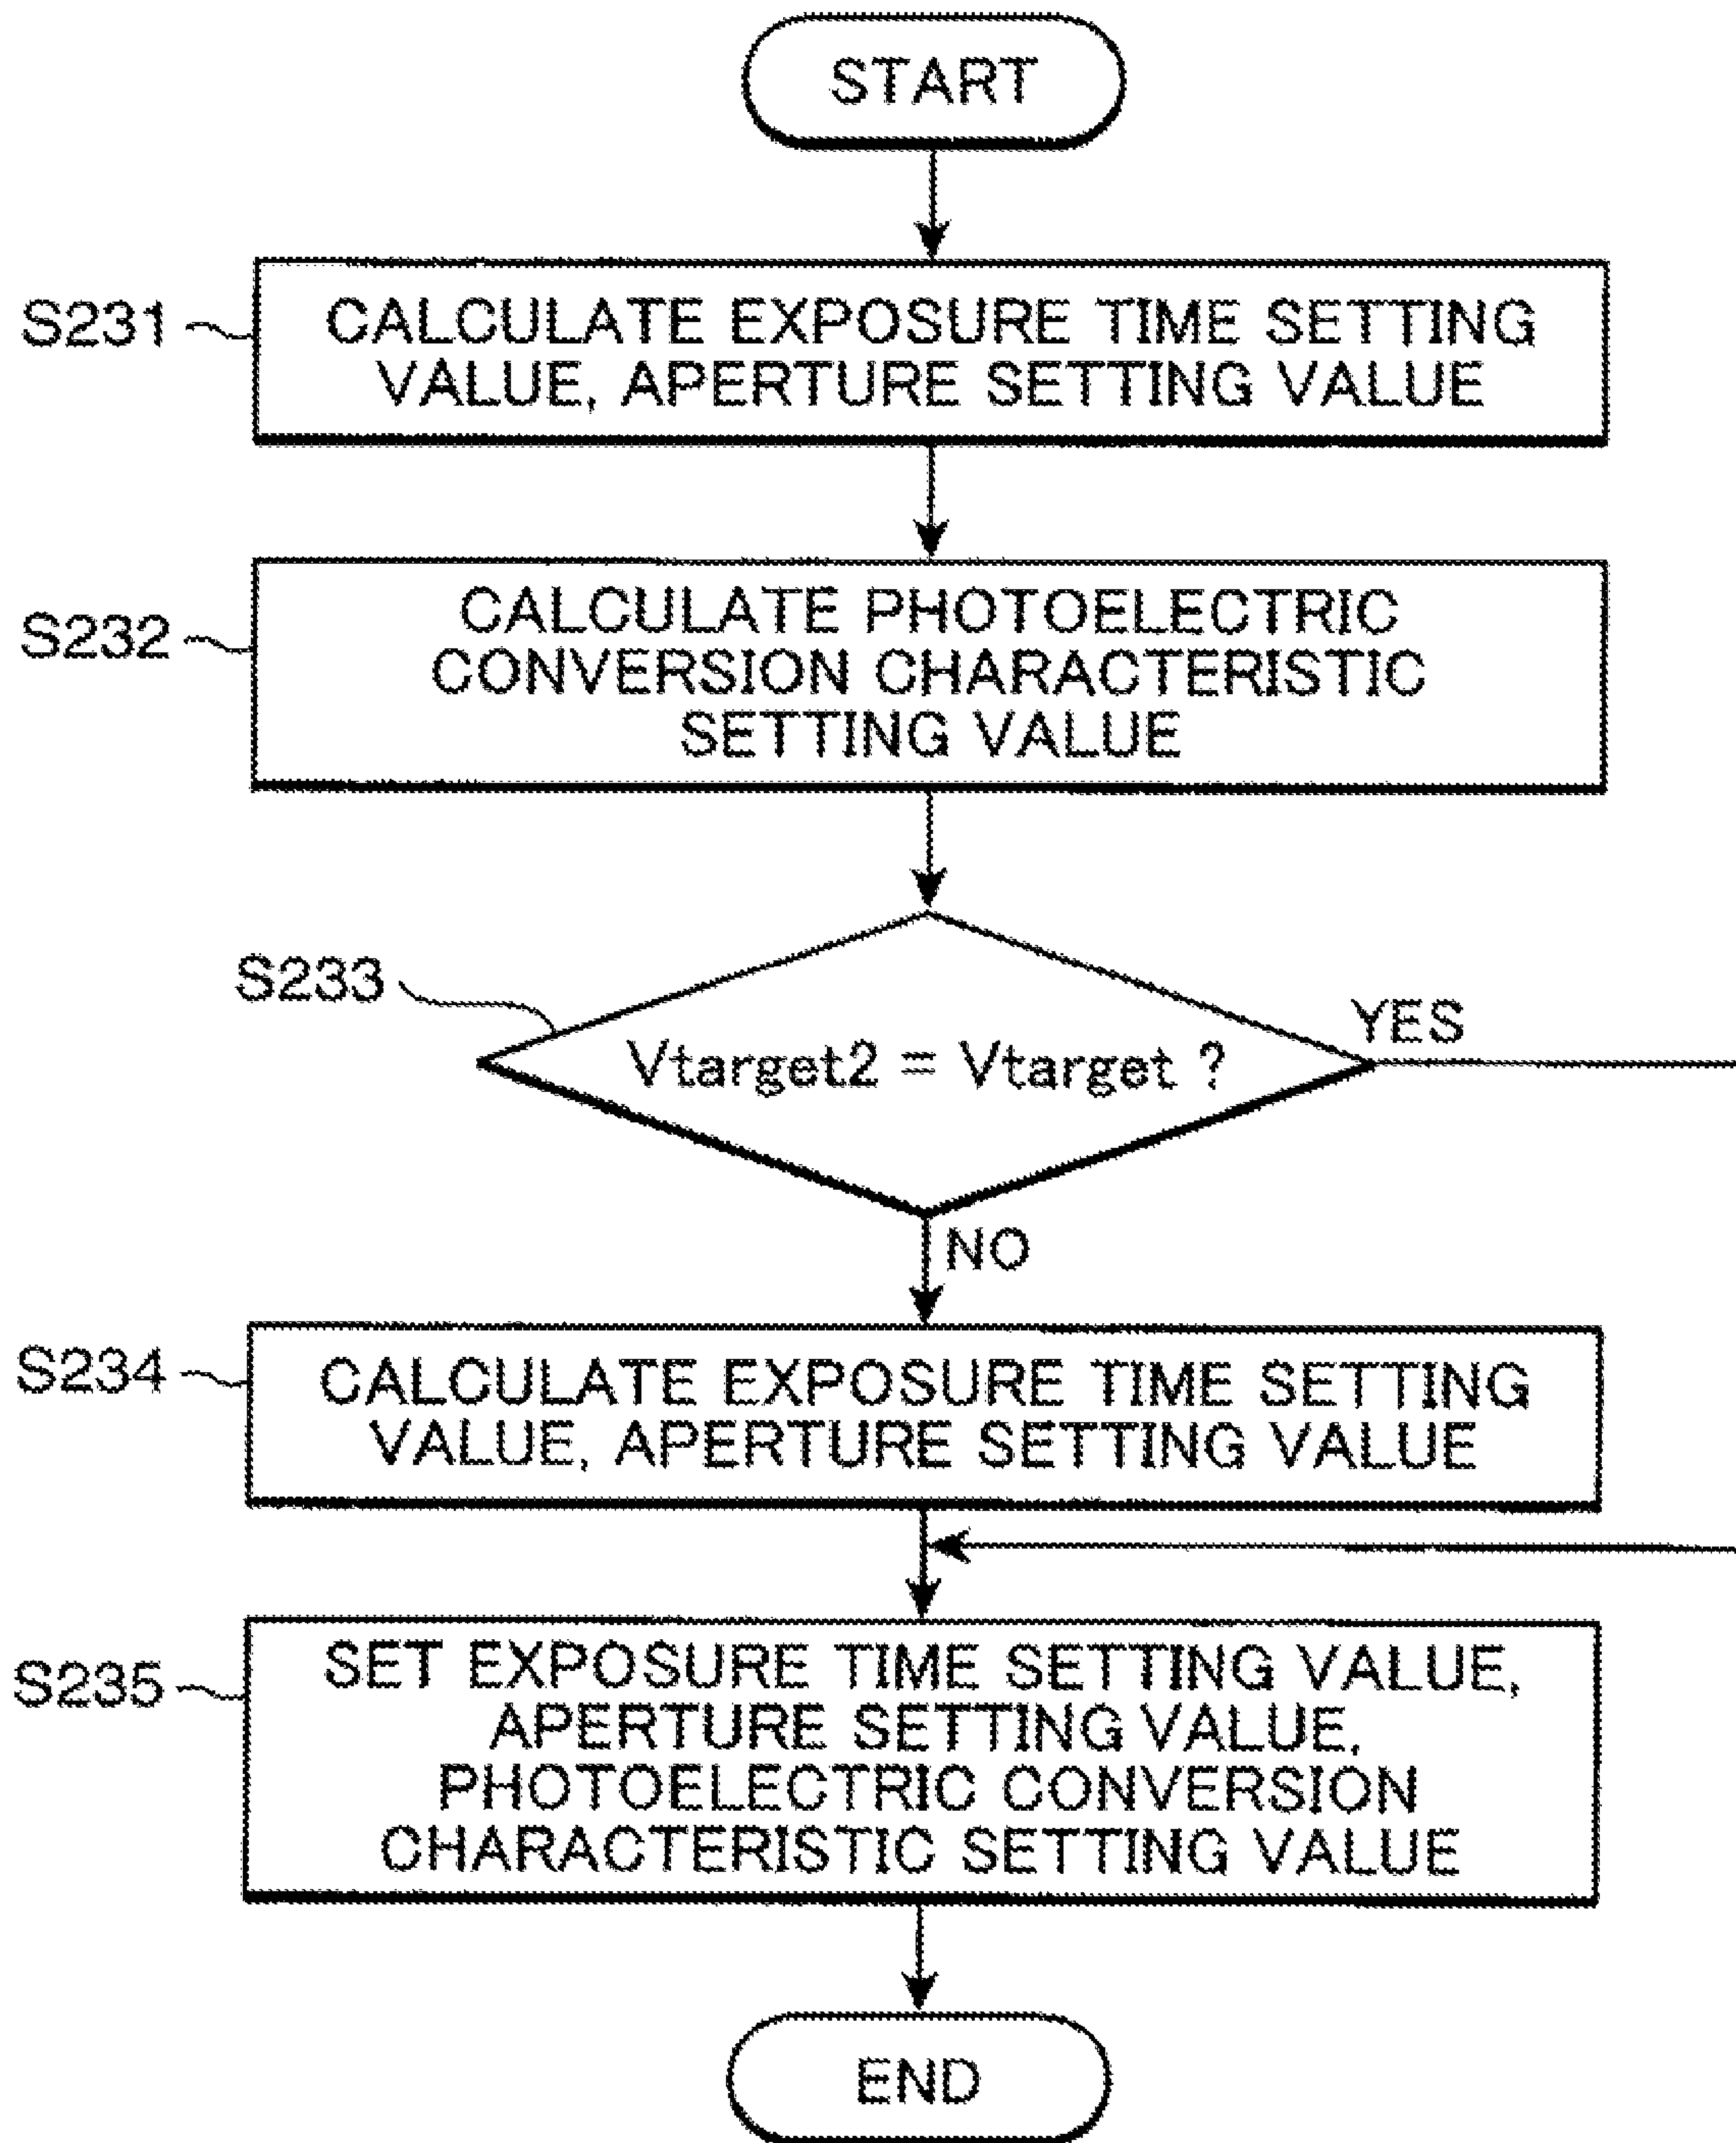 START
S231
CALCULATE EXPOSURE TIME SETTING
VALUE, APERTURE SETTING VALUE
S232
CALCULATE PHOTOELECTRIC
CONVERSION CHARACTERISTIC
SETTING VALUE
S233
Vtarget2 = Vtarget ?
YES
NO
S234
CALCULATE EXPOSURE TIME SETTING
VALUE, APERTURE SETTING VALUE
S235
SET EXPOSURE TIME SETTING VALUE,
APERTURE SETTING VALUE,
PHOTOELECTRIC CONVERSION
CHARACTERISTIC SETTING VALUE
END